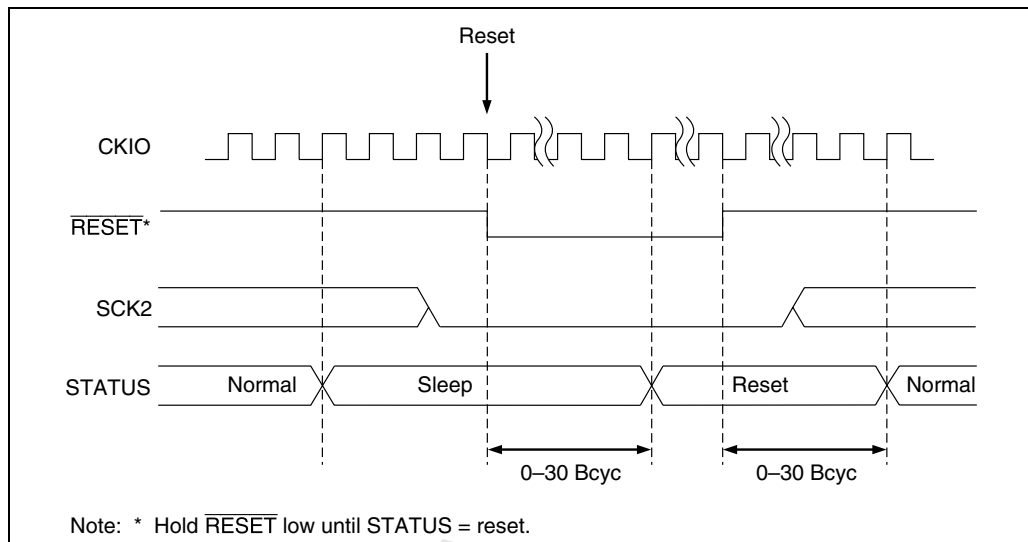 Reset
CKIO
RESET*
SCK2
STATUS Normal Sleep Reset Normal
0–30 Bcyc 0–30 Bcyc
Note: * Hold RESET low until STATUS = reset.